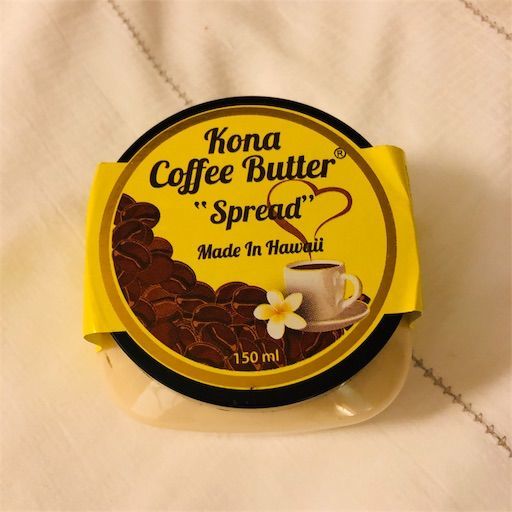 Kona
Coffee Butter®
"Spread"
Made In Hawaii
150 ml